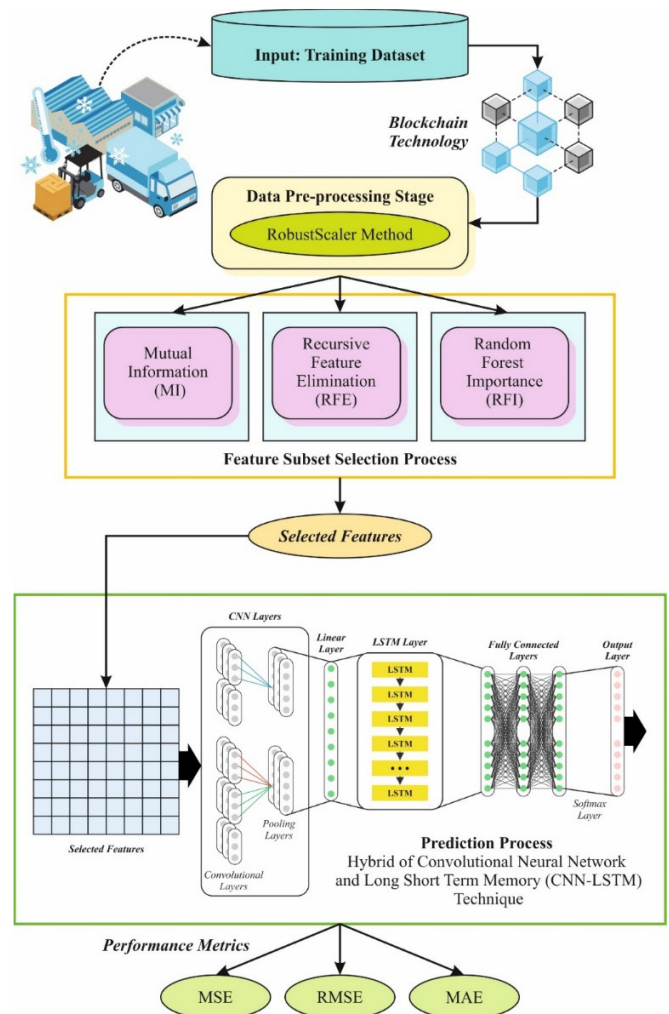 Input: Training Dataset
Blockchain
Technology
Data Pre-processing Stage
RobustScaler Method
Mutual
Information
(MI)
Recursive
Feature
Elimination
(RFE)
Random
Forest
Importance
(RFI)
Feature Subset Selection Process
Selected Features
CNN Layers
Linear
Layer
LSTM Layer
Fully Connected
Layers
Output
Layer
LSTM
LSTM
LSTM
LSTM
• • •
LSTM
Selected Features
Convolutional
Layers
Pooling
Layers
Softmax
Layer
Prediction Process
Hybrid of Convolutional Neural Network
and Long Short Term Memory (CNN-LSTM)
Technique
Performance Metrics
MSE
RMSE
MAE